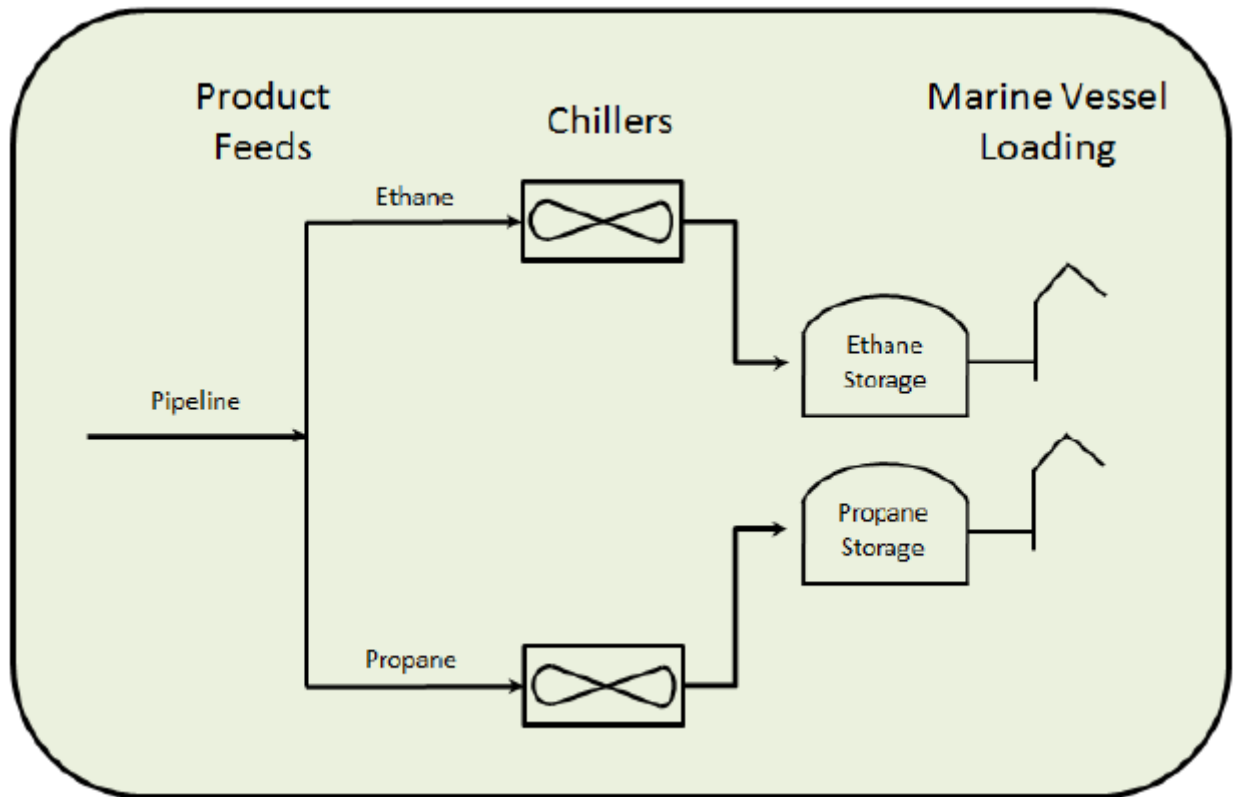 Product
Feeds
Chillers
Marine Vessel
Loading
Ethane
Pipeline
Ethane
Storage
Propane
Storage
Propane